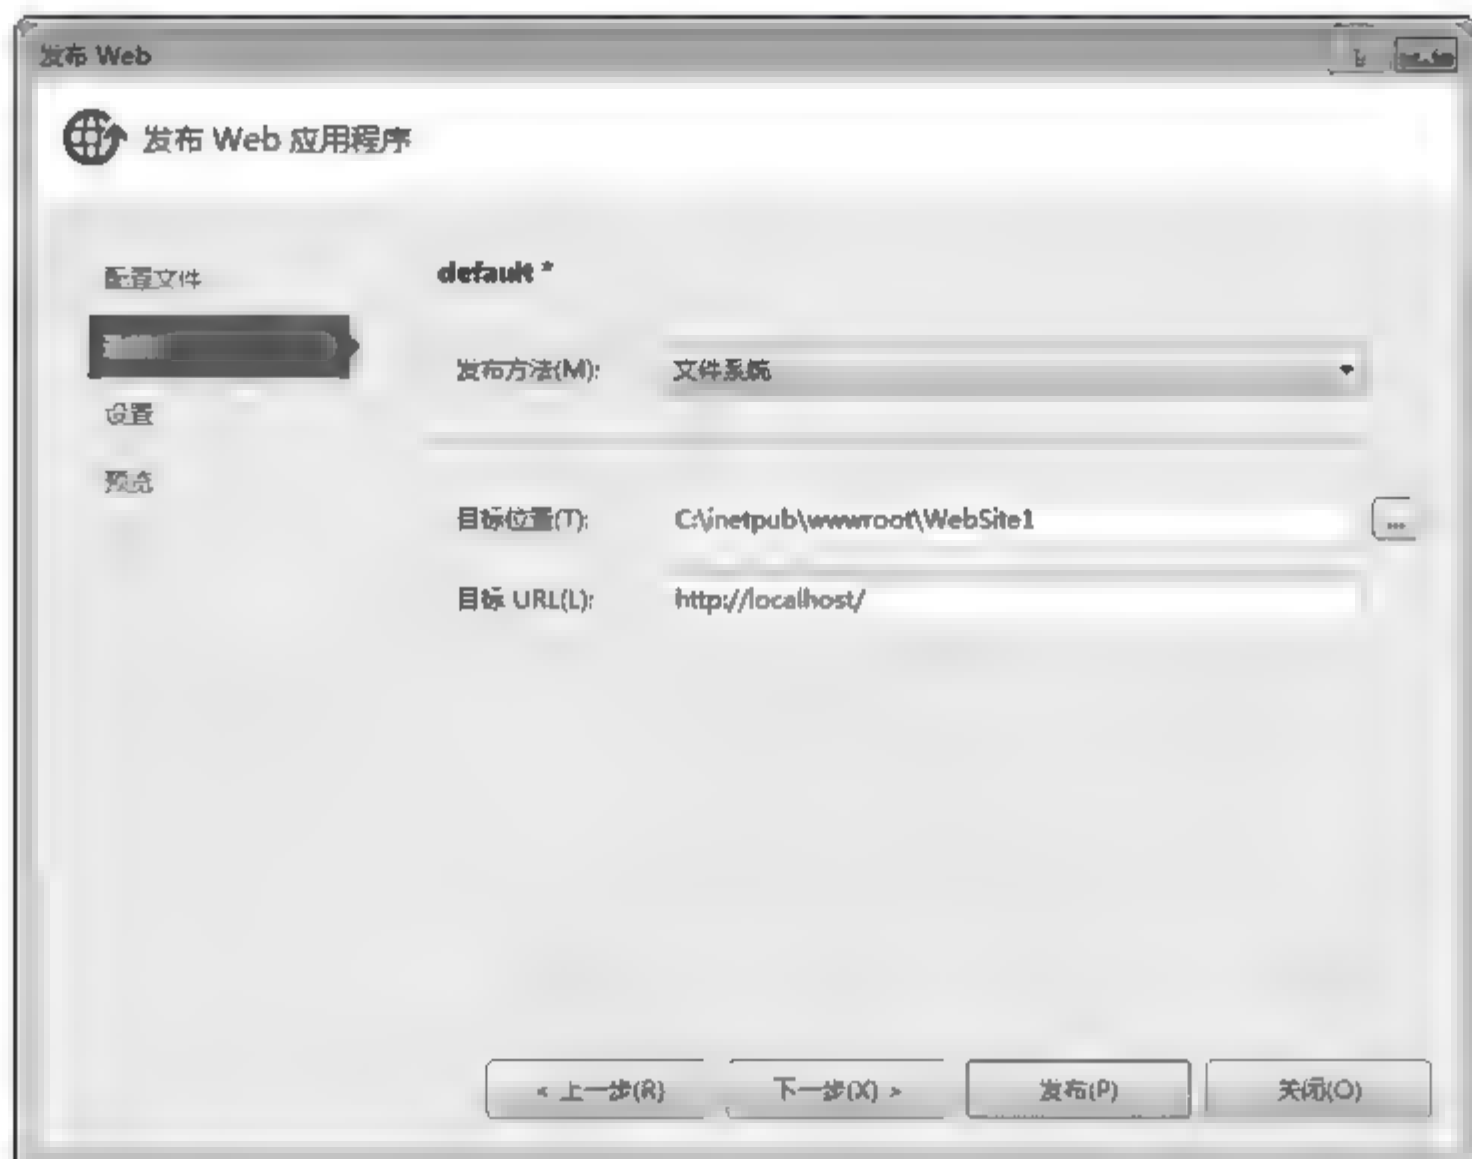 发布 Web
发布 Web 应用程序
配置文件
设置
预览
default *
发布方法(M): 文件系统
目标位置(T): C:\inetpub\wwwroot\WebSite1 ...
目标 URL(L): http://localhost/
< 上一步(R) 下一步(X) > 发布(P) 关闭(O)